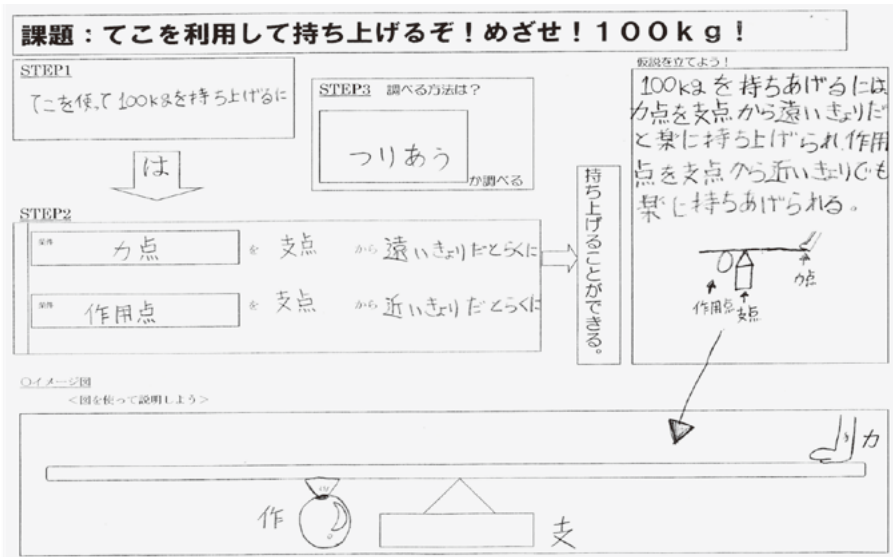 課題：てこを利用して持ち上げるぞ！めざせ！１００ｋｇ！
STEP1
てこを使って100kgを持ち上げるに
は
STEP3 調べる方法は？
つりあう
か調べる
STEP2
条件 力点 を 支点 から 遠いきょりだとらくに
条件 作用点 を 支点 から 近いきょりだとらくに
持ち上げることができる。
仮説を立てよう！
100kgを持ちあげるには
力点を支点から遠いきょりだ
と楽に持ち上げられ、作用
点を支点から近いきょりでも
楽に持ちあげられる。
力点
作用点
支点
○イメージ図
＜図を使って説明しよう＞
力
作
支